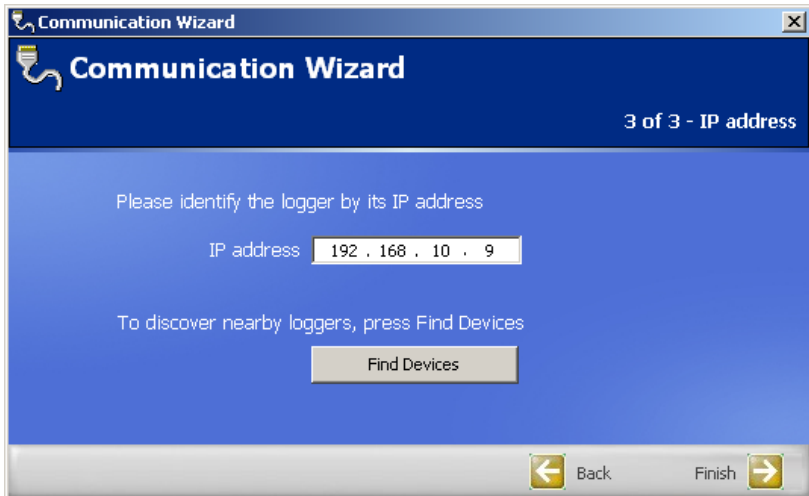 Communication Wizard
Communication Wizard
3 of 3 - IP address
Please identify the logger by its IP address
IP address 192 . 168 . 10 . 9
To discover nearby loggers, press Find Devices
Find Devices
Back Finish